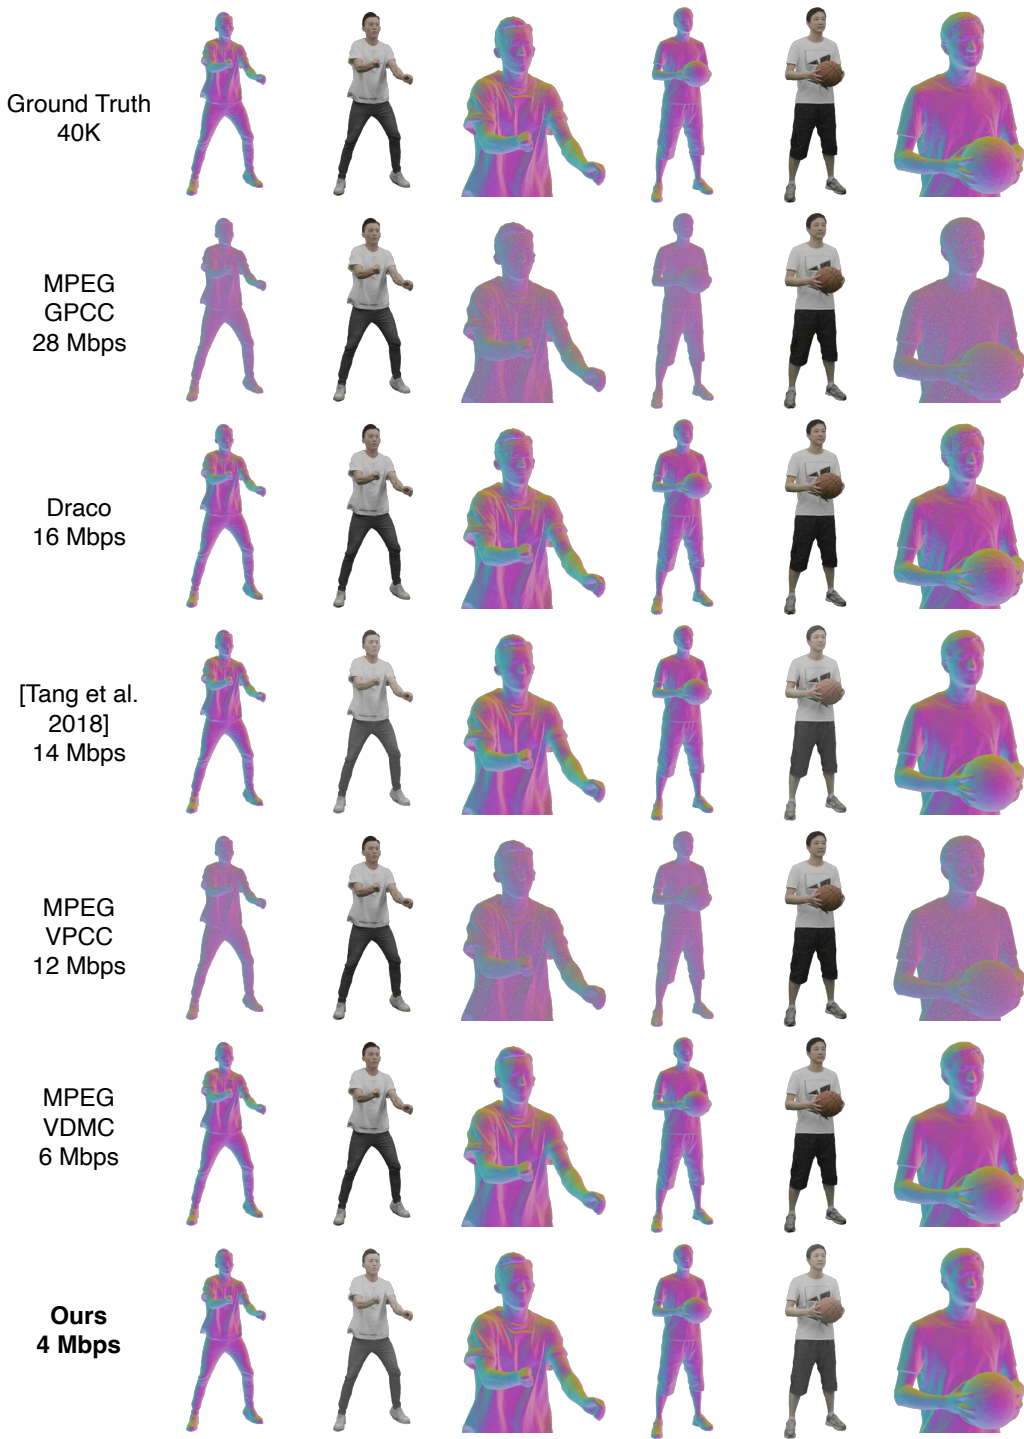 Ground Truth
40K
MPEG
GPCC
28 Mbps
Draco
16 Mbps
[Tang et al.
2018]
14 Mbps
MPEG
VPCC
12 Mbps
MPEG
VDMC
6 Mbps
Ours
4 Mbps